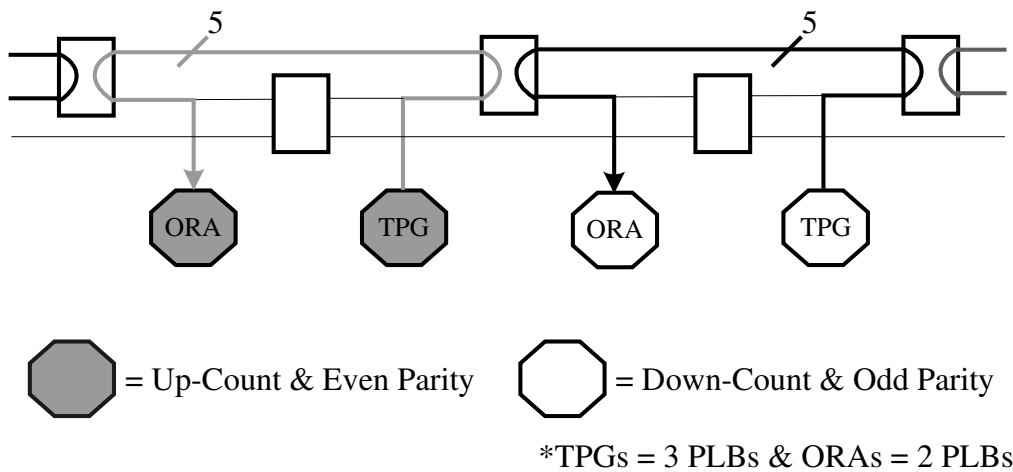 5 5
ORA TPG ORA TPG
= Up-Count & Even Parity = Down-Count & Odd Parity
*TPGs = 3 PLBs & ORAs = 2 PLBs